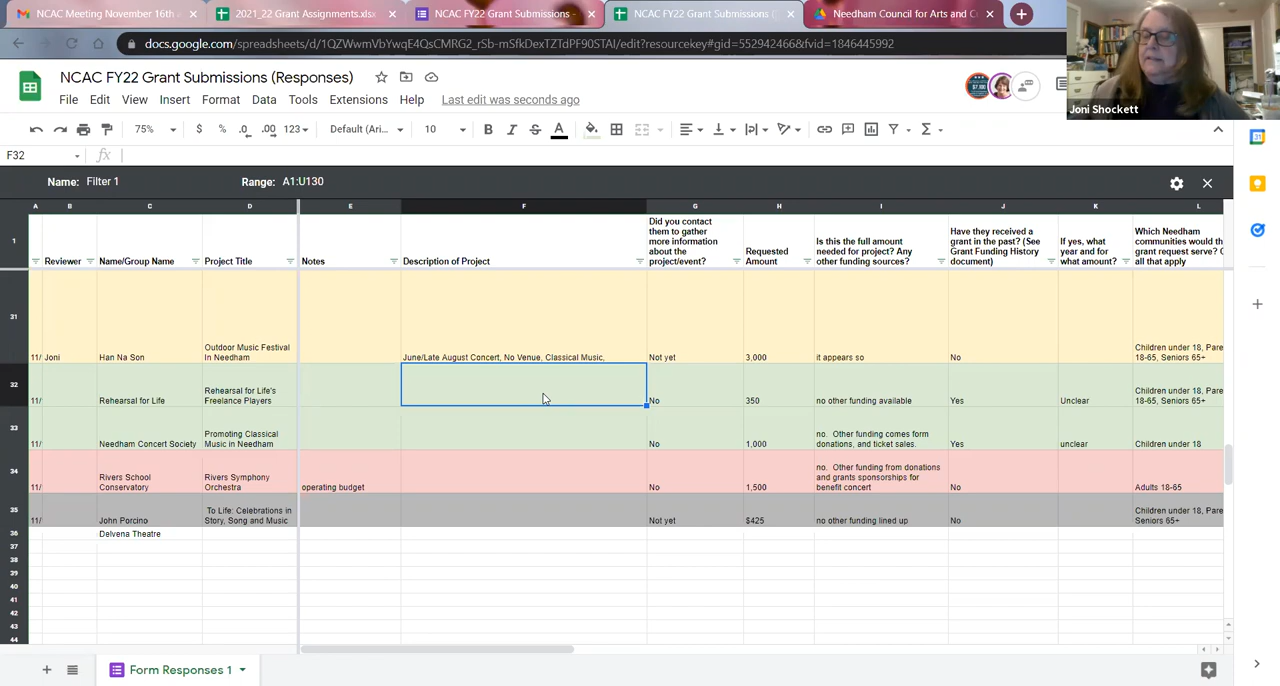 NCAC Meeting November 16th
2021_22 Grant Assignments.xlsx
NCAC FY22 Grant Submissions -
NCAC FY22 Grant Submissions (
Needham Council for Arts and C
docs.google.com/spreadsheets/d/1QZWwmVbYwqE4QsCMRG2_rSb-mSfkDexTZTdPF90STAI/edit?resourcekey#gid=552942466&fvid=1846445992
Joni Shockett
NCAC FY22 Grant Submissions (Responses)
File Edit View Insert Format Data Tools Extensions Help Last edit was seconds ago
75% $ % .0 .00 123 Default (Ari... 10 B I S A
F32 fx
Name: Filter 1 Range: A1:U130
A B C D E F G H I J K L
1 Reviewer Name/Group Name Project Title Notes Description of Project Did you contact them to gather more information about the project/event? Requested Amount Is this the full amount needed for project? Any other funding sources? Have they received a grant in the past? (See Grant Funding History document) If yes, what year and for what amount? Which Needham communities would th grant request serve? all that apply
31 11/ Joni Han Na Son Outdoor Music Festival In Needham June/Late August Concert, No Venue, Classical Music, Not yet 3,000 it appears so No Children under 18, Pare 18-65, Seniors 65+
32 11/ Rehearsal for Life Rehearsal for Life's Freelance Players No 350 no other funding available Yes Unclear Children under 18, Pare 18-65, Seniors 65+
33 11/ Needham Concert Society Promoting Classical Music in Needham No 1,000 no. Other funding comes form donations, and ticket sales. Yes unclear Children under 18
34 11/ Rivers School Conservatory Rivers Symphony Orchestra operating budget No 1,500 no. Other funding from donations and grants sponsorships for benefit concert No Adults 18-65
35 11/ John Porcino To Life: Celebrations in Story, Song and Music Not yet $425 no other funding lined up No Children under 18, Pare Seniors 65+
36 Delvena Theatre
37
38
39
40
41
42
43
44
Form Responses 1